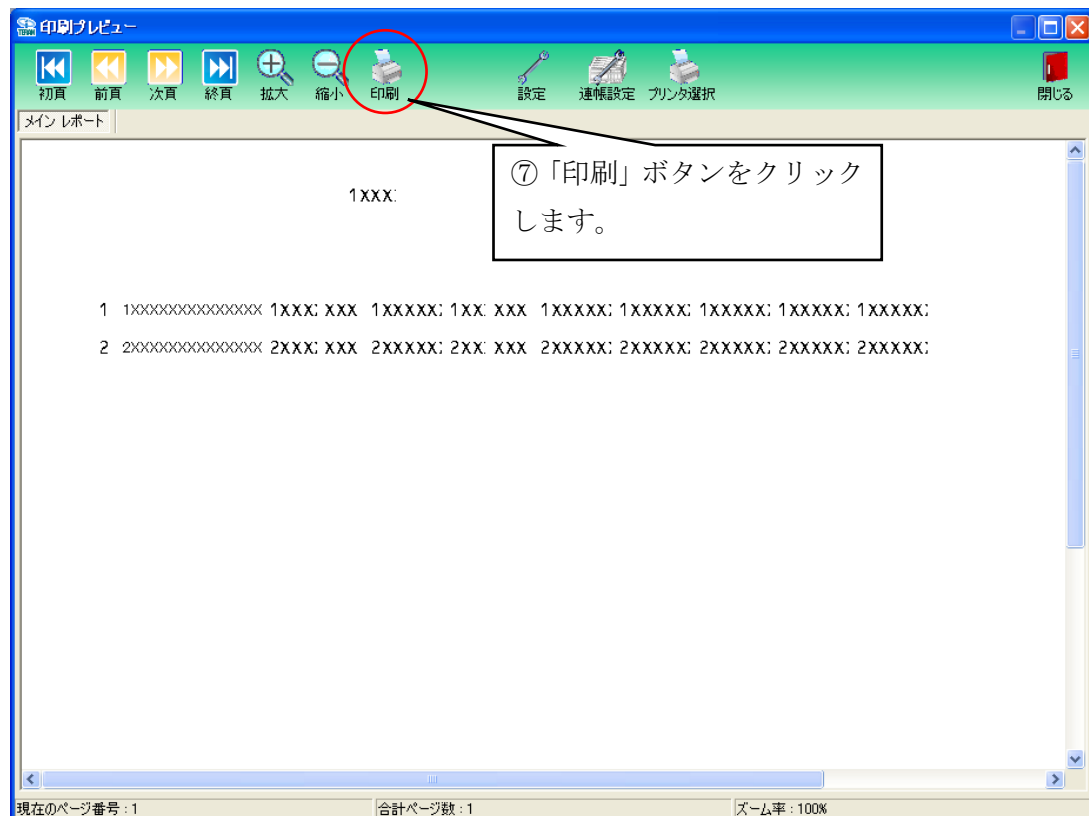 印刷プレビュー
初頁 前頁 次頁 終頁 拡大 縮小 印刷 設定 連帳設定 プリンタ選択 閉じる
メイン レポート
⑦「印刷」ボタンをクリック
します。
1XXX:
1 1XXXXXXXXXXXXXX 1XXX: XXX 1XXXXX: 1XX: XXX 1XXXXX: 1XXXXX: 1XXXXX: 1XXXXX: 1XXXXX:
2 2XXXXXXXXXXXXXX 2XXX: XXX 2XXXXX: 2XX: XXX 2XXXXX: 2XXXXX: 2XXXXX: 2XXXXX: 2XXXXX:
現在のページ番号 : 1 合計ページ数 : 1 ズーム率 : 100%